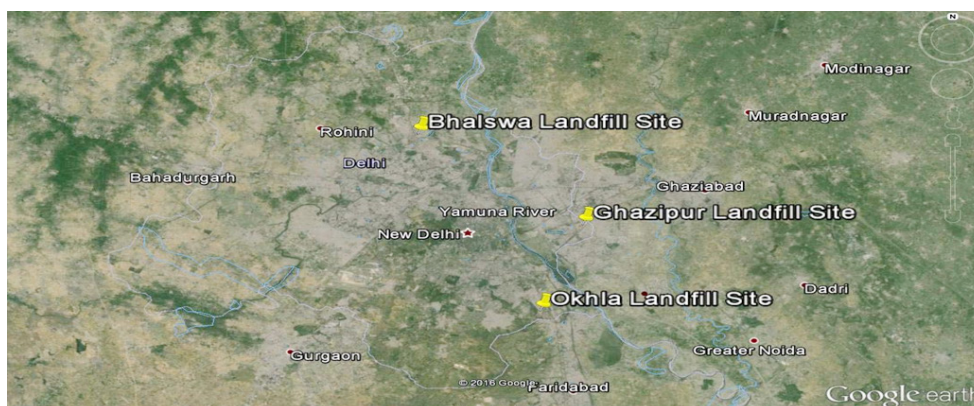 N
Modinagar
Muradnagar
Bhalswa Landfill Site
Rohini
Delhi
Bahadurgarh
Ghaziabad
Yamuna River
Ghazipur Landfill Site
New Delhi
Okhla Landfill Site
Dadri
Greater Noida
Gurgaon
© 2016 Google
Faridabad
Google earth